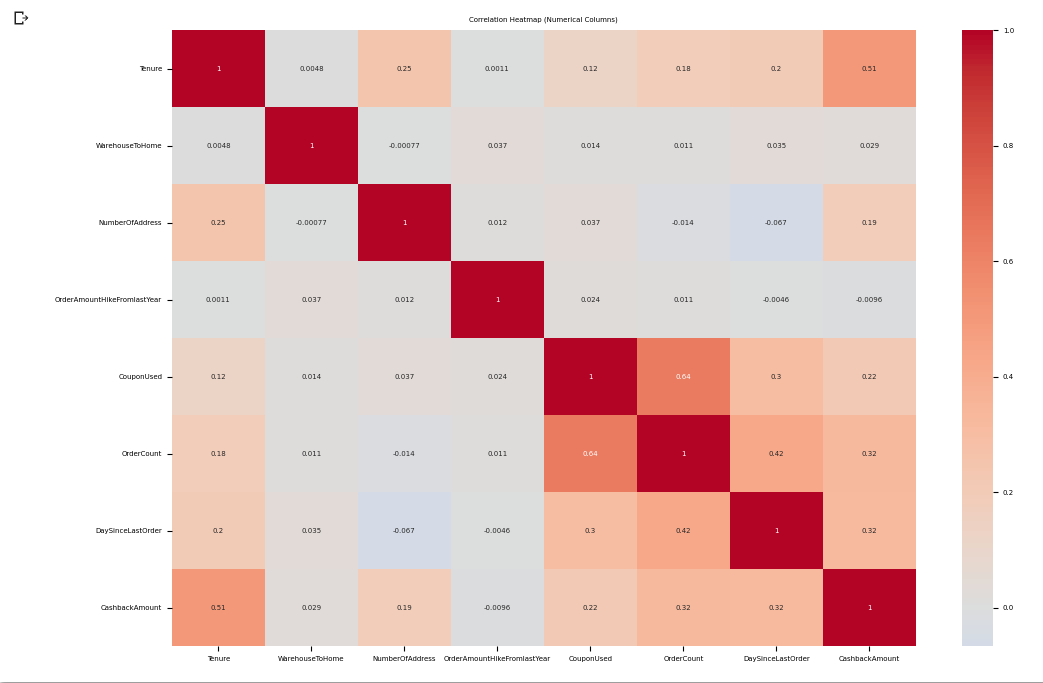 Correlation Heatmap (Numerical Columns)
Tenure 1 0.0048 0.25 0.0011 0.12 0.18 0.2 0.51
WarehouseToHome 0.0048 1 -0.00077 0.037 0.014 0.011 0.035 0.029
NumberOfAddress 0.25 -0.00077 1 0.012 0.037 -0.014 -0.067 0.19
OrderAmountHikeFromlastYear 0.0011 0.037 0.012 1 0.024 0.011 -0.0046 -0.0096
CouponUsed 0.12 0.014 0.037 0.024 1 0.64 0.3 0.22
OrderCount 0.18 0.011 -0.014 0.011 0.64 1 0.42 0.32
DaySinceLastOrder 0.2 0.035 -0.067 -0.0046 0.3 0.42 1 0.32
CashbackAmount 0.51 0.029 0.19 -0.0096 0.22 0.32 0.32 1
Tenure WarehouseToHome NumberOfAddress OrderAmountHikeFromlastYear CouponUsed OrderCount DaySinceLastOrder CashbackAmount
1.0
0.8
0.6
0.4
0.2
0.0